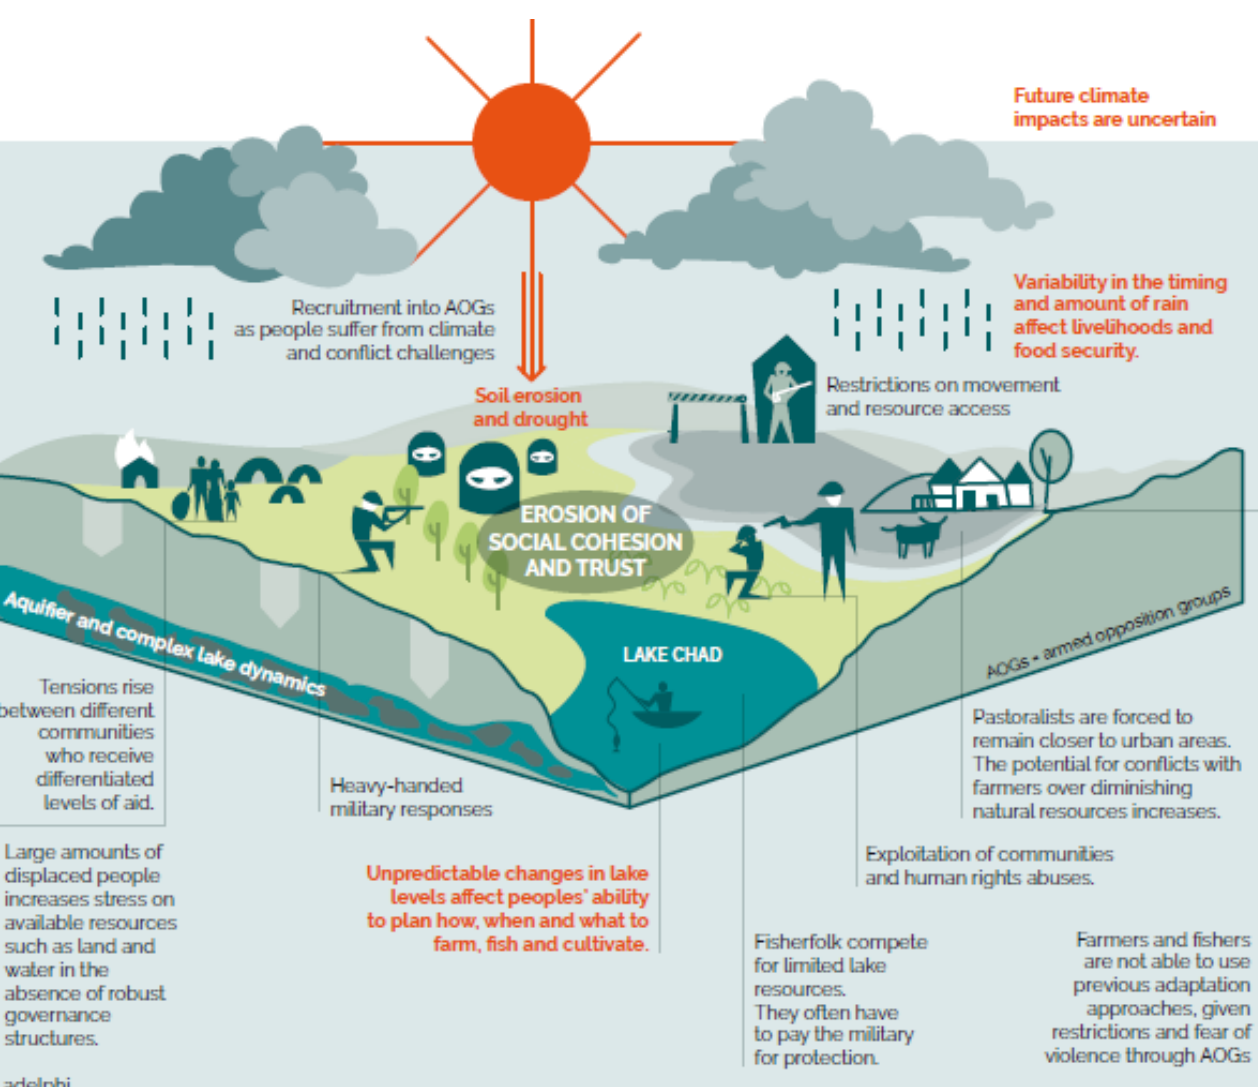 Future climate
impacts are uncertain
Variability in the timing
and amount of rain
affect livelihoods and
food security.
Recruitment into AOGs
as people suffer from climate
and conflict challenges
Soil erosion
and drought
Restrictions on movement
and resource access
EROSION OF
SOCIAL COHESION
AND TRUST
LAKE CHAD
Aquifier and complex lake dynamics
AOGs - armed opposition groups
Tensions rise
between different
communities
who receive
differentiated
levels of aid.
Heavy-handed
military responses
Pastoralists are forced to
remain closer to urban areas.
The potential for conflicts with
farmers over diminishing
natural resources increases.
Large amounts of
displaced people
increases stress on
available resources
such as land and
water in the
absence of robust
governance
structures.
Unpredictable changes in lake
levels affect peoples' ability
to plan how, when and what to
farm, fish and cultivate.
Exploitation of communities
and human rights abuses.
Fisherfolk compete
for limited lake
resources.
They often have
to pay the military
for protection.
Farmers and fishers
are not able to use
previous adaptation
approaches, given
restrictions and fear of
violence through AOGs
adelphi